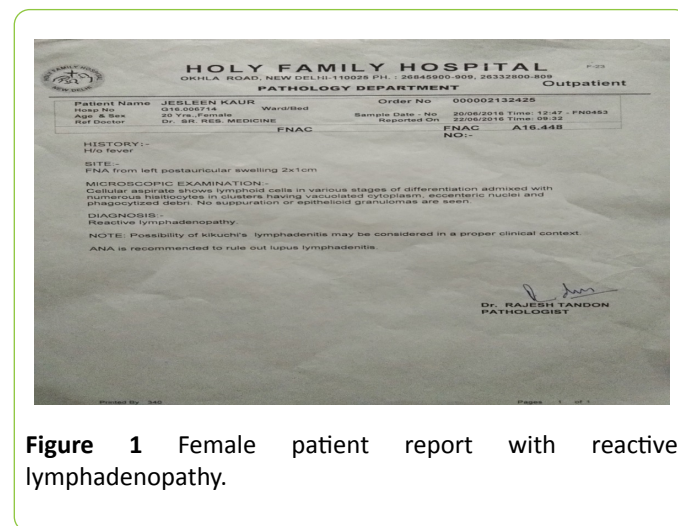 HOLY FAMILY HOSPITAL F-23
OKHLA ROAD, NEW DELHI-110025 PH. : 26845900-909, 26332800-809
PATHOLOGY DEPARTMENT Outpatient
Patient Name JESLEEN KAUR Order No 000002132425
Hosp No G16.006714 Ward/Bed
Age & Sex 20 Yrs.,Female Sample Date - No 20/06/2016 Time: 12:47 - FN0453
Ref Doctor Dr. SR. RES. MEDICINE Reported On 22/06/2016 Time: 09:32
FNAC FNAC A16.448
NO:-
HISTORY:-
H/o fever
SITE:-
FNA from left postauricular swelling 2x1cm
MICROSCOPIC EXAMINATION:-
Cellular aspirate shows lymphoid cells in various stages of differentiation admixed with
numerous hisitiocytes in clusters having vacuolated cytoplasm, eccenteric nuclei and
phagocytized debri. No suppuration or epithelioid granulomas are seen.
DIAGNOSIS:-
Reactive lymphadenopathy.
NOTE: Possibility of kikuchi's lymphadenitis may be considered in a proper clinical context.
ANA is recommended to rule out lupus lymphadenitis.
Dr. RAJESH TANDON
PATHOLOGIST
Printed By 340 Pages 1 of 1
Figure 1 Female patient report with reactive
lymphadenopathy.